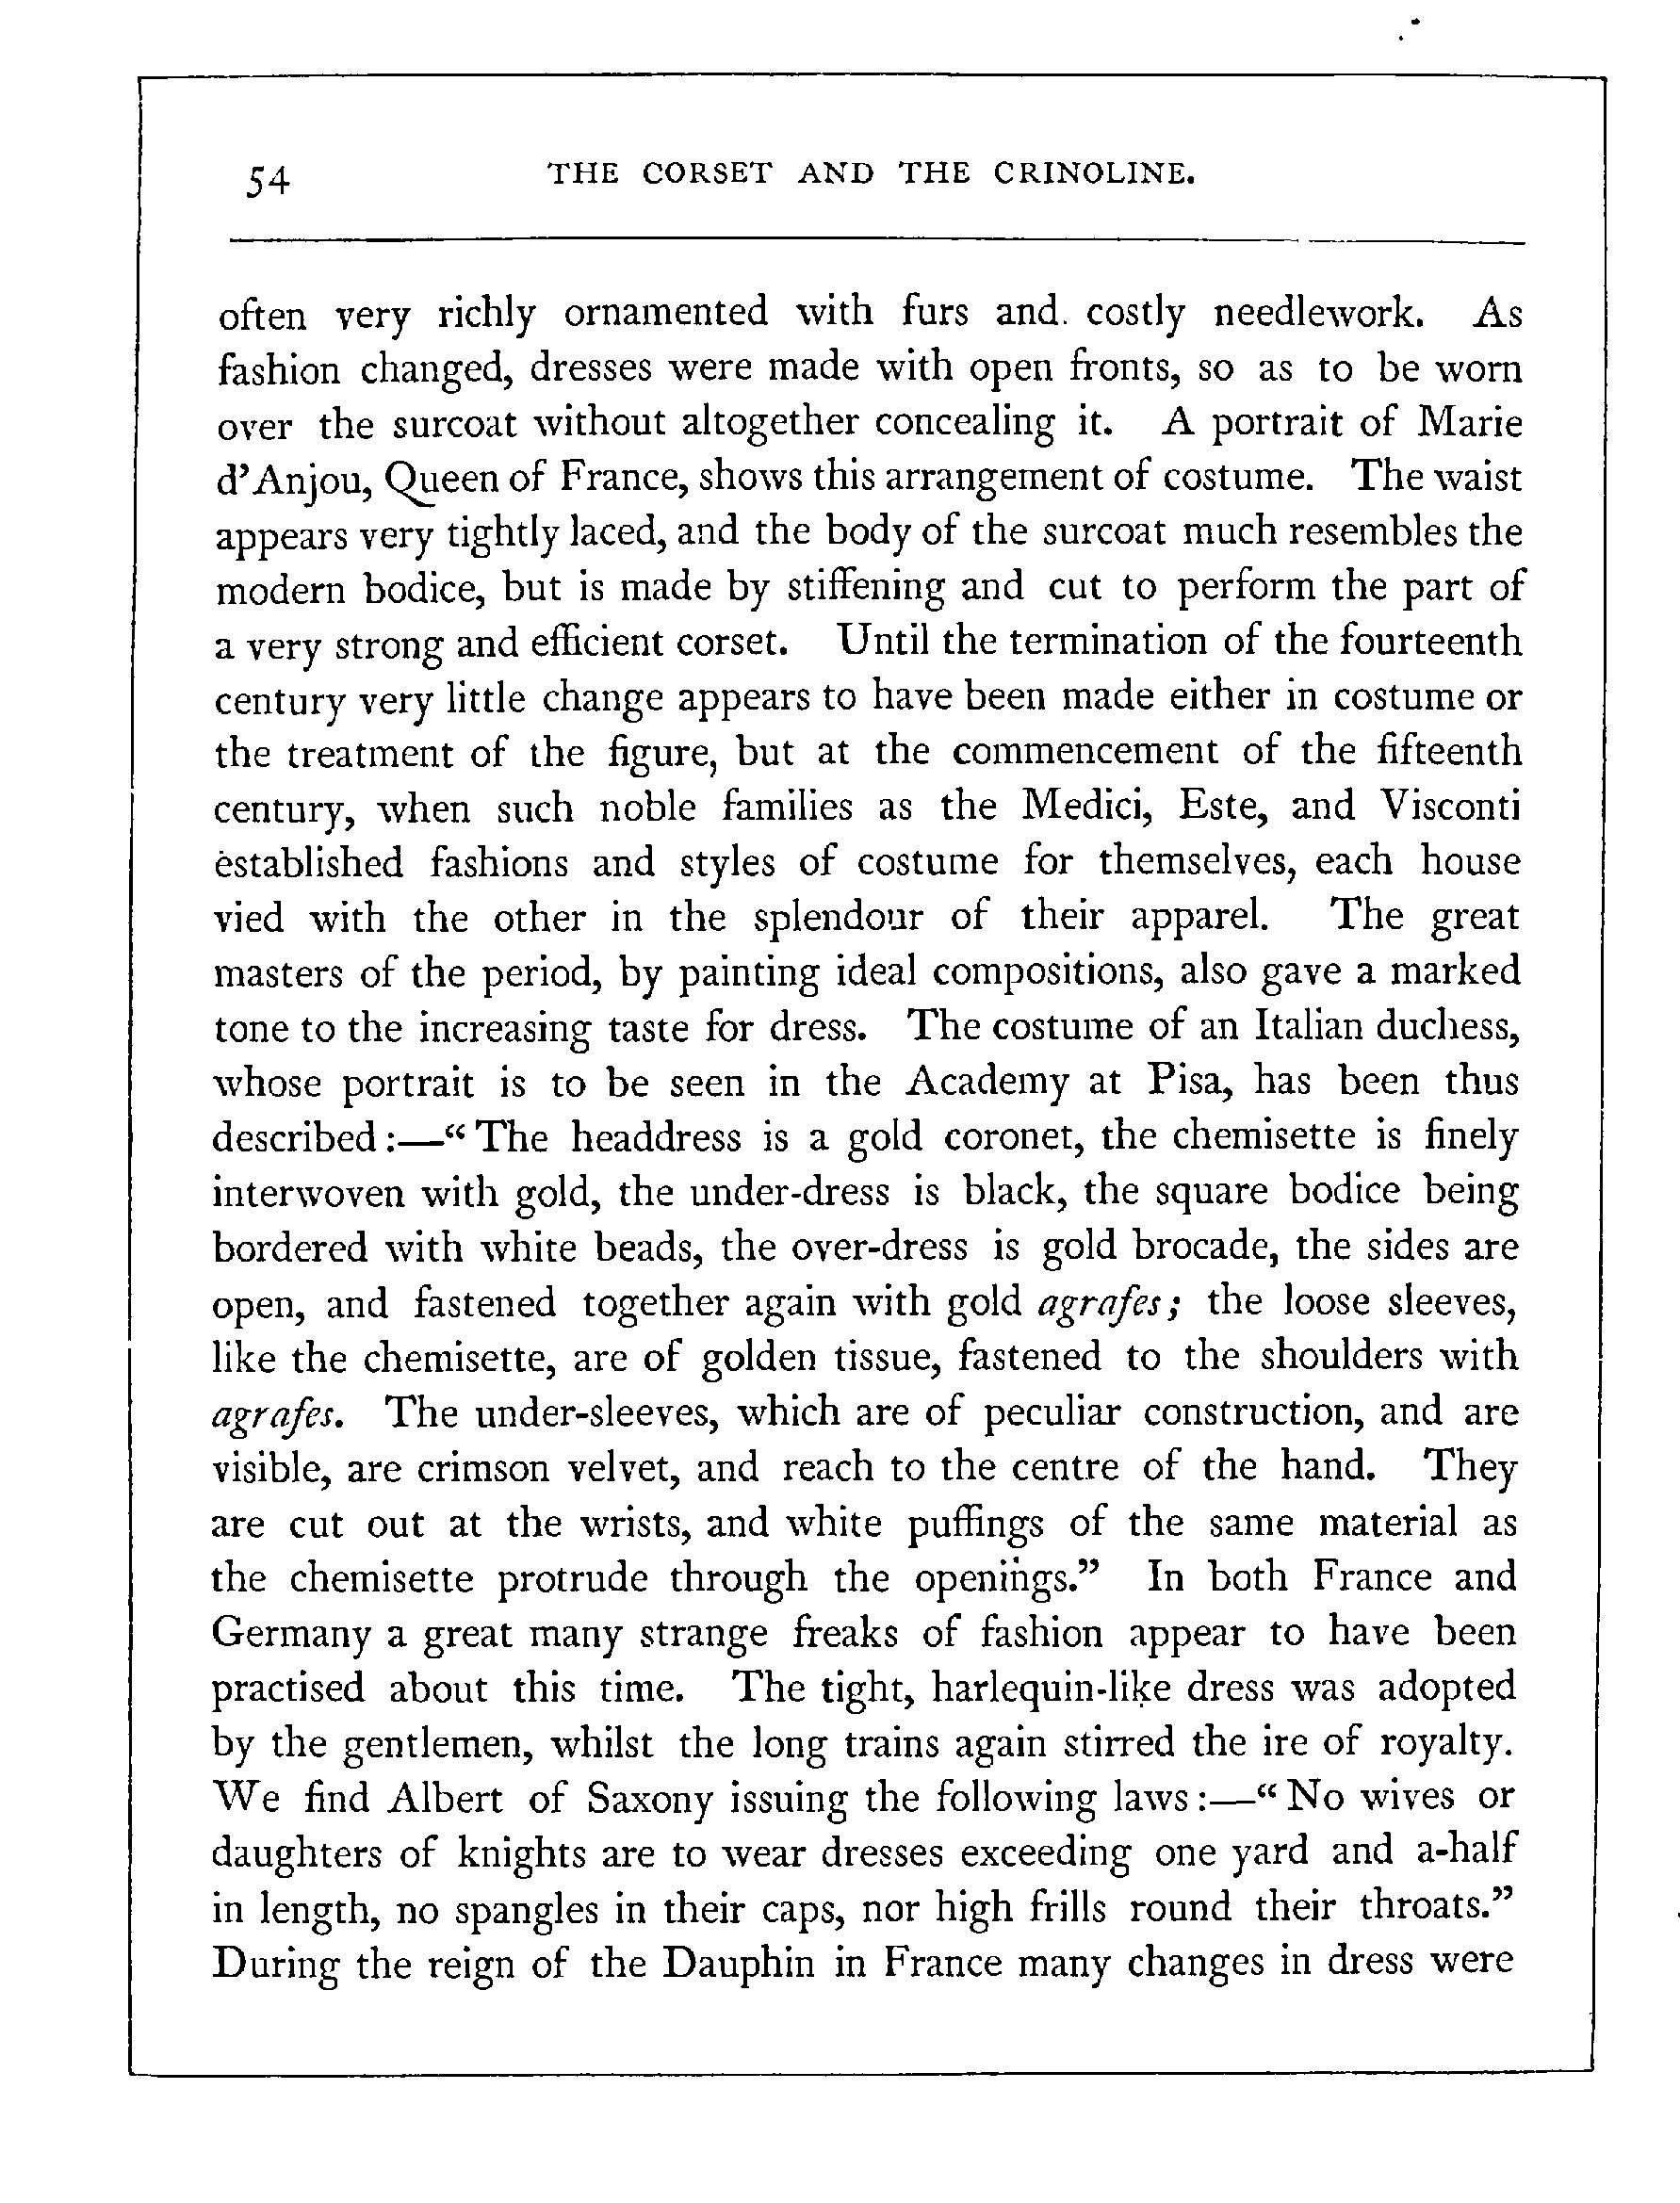 54
THE CORSET AND THE CRINOLINE.
often very richly ornamented with furs and. costly needlework. As
fashion changed, dresses were made with open fronts, so as to be worn
over the surcoat without altogether concealing it. A portrait of Marie
d’Anjou, Queen of France, shows this arrangement of costume. The waist
appears very tightly laced, and the body of the surcoat much resembles the
modern bodice, but is made by stiffening and cut to perform the part of
a very strong and efficient corset. Until the termination of the fourteenth
century very little change appears to have been made either in costume or
the treatment of the figure, but at the commencement of the fifteenth
century, when such noble families as the Medici, Este, and Visconti
established fashions and styles of costume for themselves, each house
vied with the other in the splendour of their apparel. The great
masters of the period, by painting ideal compositions, also gave a marked
tone to the increasing taste for dress. The costume of an Italian duchess,
whose portrait is to be seen in the Academy at Pisa, has been thus
described:—“The headdress is a gold coronet, the chemisette is finely
interwoven with gold, the under-dress is black, the square bodice being
bordered with white beads, the over-dress is gold brocade, the sides are
open, and fastened together again with gold agrafes; the loose sleeves,
like the chemisette, are of golden tissue, fastened to the shoulders with
agrafes. The under-sleeves, which are of peculiar construction, and are
visible, are crimson velvet, and reach to the centre of the hand. They
are cut out at the wrists, and white puffings of the same material as
the chemisette protrude through the openings.” In both France and
Germany a great many strange freaks of fashion appear to have been
practised about this time. The tight, harlequin-like dress was adopted
by the gentlemen, whilst the long trains again stirred the ire of royalty.
We find Albert of Saxony issuing the following laws:—“No wives or
daughters of knights are to wear dresses exceeding one yard and a-half
in length, no spangles in their caps, nor high frills round their throats.”
During the reign of the Dauphin in France many changes in dress were